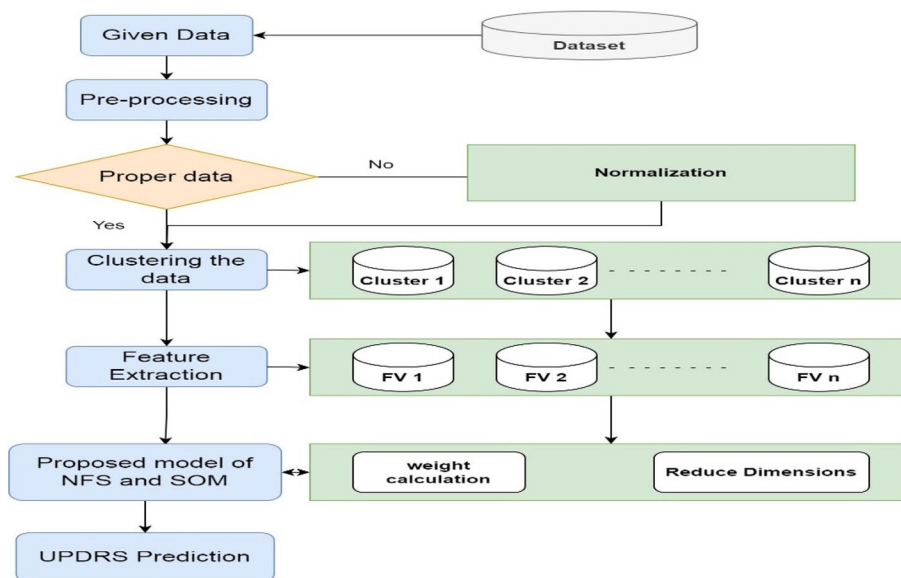 Given Data
Dataset
Pre-processing
Proper data
No
Normalization
Yes
Clustering the
data
Cluster 1
Cluster 2
Cluster n
Feature
Extraction
FV 1
FV 2
FV n
Proposed model of
NFS and SOM
weight
calculation
Reduce Dimensions
UPDRS Prediction